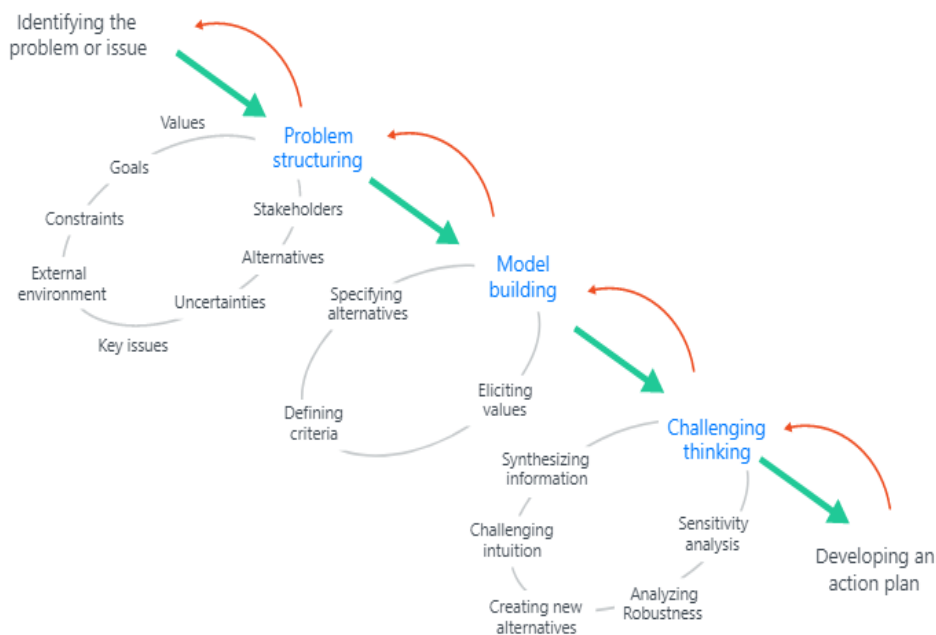 Identifying the
problem or issue
Problem
structuring
Values
Goals
Constraints
External
environment
Key issues
Uncertainties
Alternatives
Stakeholders
Model
building
Specifying
alternatives
Defining
criteria
Eliciting
values
Challenging
thinking
Synthesizing
information
Challenging
intuition
Creating new
alternatives
Analyzing
Robustness
Sensitivity
analysis
Developing an
action plan